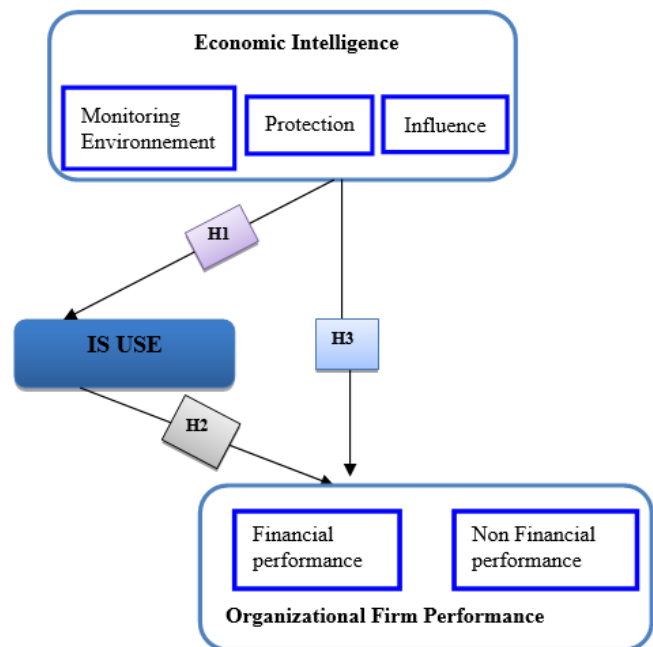 Economic Intelligence
Monitoring
Environnement
Protection
Influence
H1
IS USE
H3
H2
Financial
performance
Non Financial
performance
Organizational Firm Performance